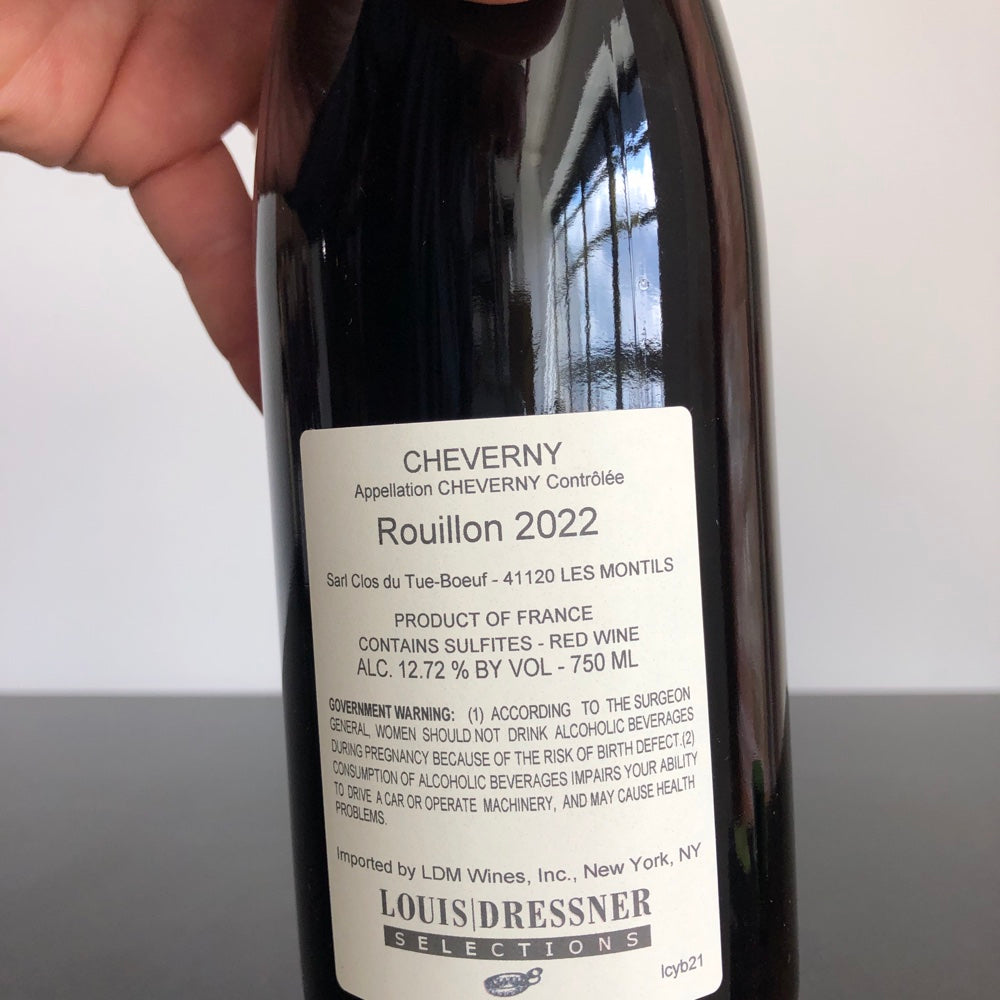 CHEVERNY
Appellation CHEVERNY Contrôlée
Rouillon 2022
Sarl Clos du Tue-Boeuf - 41120 LES MONTILS
PRODUCT OF FRANCE
CONTAINS SULFITES - RED WINE
ALC. 12.72 % BY VOL - 750 ML
GOVERNMENT WARNING: (1) ACCORDING TO THE SURGEON
GENERAL, WOMEN SHOULD NOT DRINK ALCOHOLIC BEVERAGES
DURING PREGNANCY BECAUSE OF THE RISK OF BIRTH DEFECT.(2)
CONSUMPTION OF ALCOHOLIC BEVERAGES IMPAIRS YOUR ABILITY
TO DRIVE A CAR OR OPERATE MACHINERY, AND MAY CAUSE HEALTH
PROBLEMS.
Imported by LDM Wines, Inc., New York, NY
LOUIS|DRESSNER
SELECTIONS
lcyb21